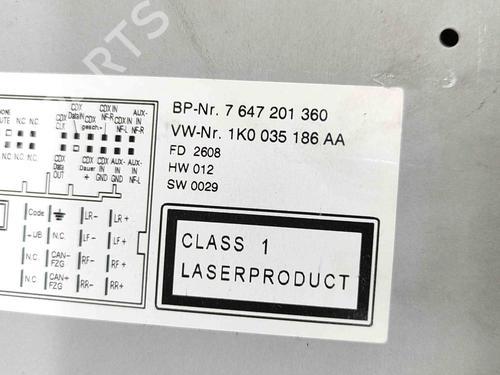 PARTS
BP-Nr. 7 647 201 360
VW-Nr. 1K0 035 186 AA
FD 2608
HW 012
SW 0029
CLASS 1
LASERPRODUCT
PHONE
MUTE N.C. N.C. CDX CLK CDX Data IN CDX gesch.+ CDX IN NF-L CDX IN NF-R AUX- IN NF-R
CDX Data OUT CDX Dauer + CDX IN GND AUX- IN GND AUX- IN NF-L
Code LR- LR+
+UB N.C. LF- LF+
N.C. CAN- FZG RF- RF+
N.C. CAN+ FZG RR- RR+